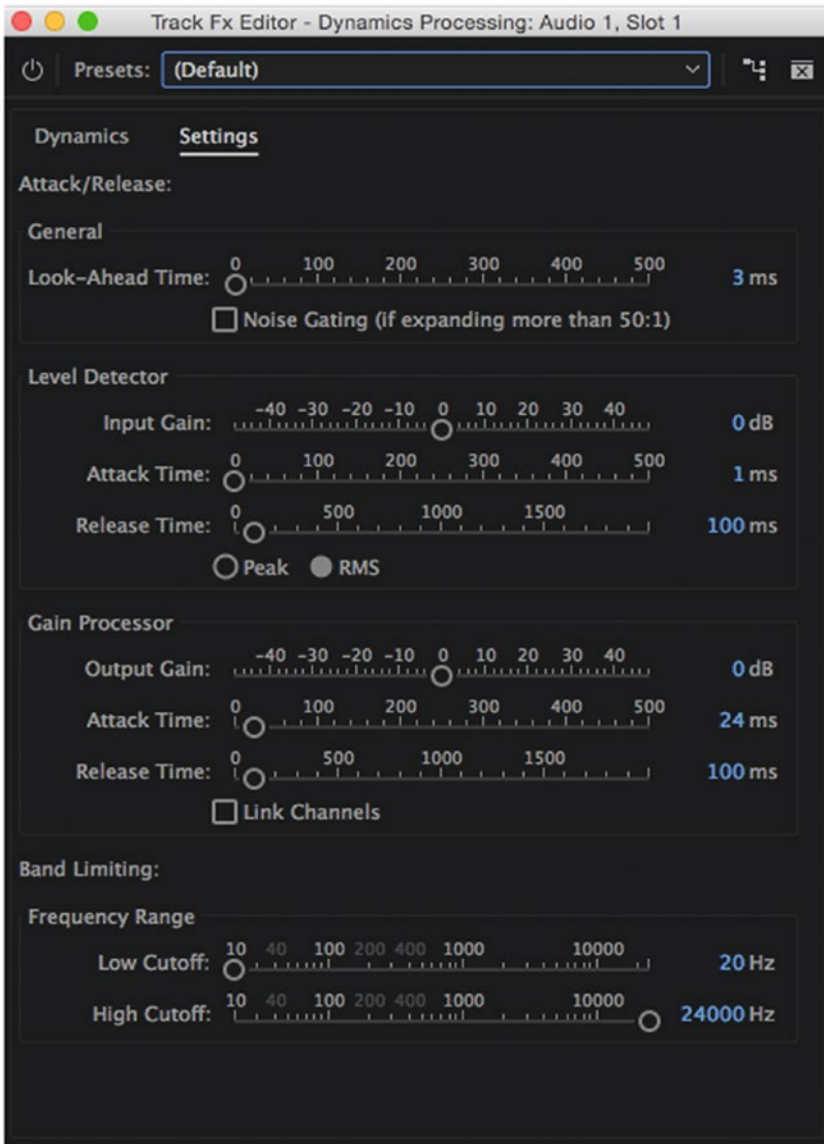 Track Fx Editor - Dynamics Processing: Audio 1, Slot 1
Presets: (Default)
Dynamics Settings
Attack/Release:
General
0 100 200 300 400 500
Look-Ahead Time: 3 ms
Noise Gating (if expanding more than 50:1)
Level Detector
-40 -30 -20 -10 0 10 20 30 40
Input Gain: 0 dB
0 100 200 300 400 500
Attack Time: 1 ms
0 500 1000 1500
Release Time: 100 ms
Peak RMS
Gain Processor
-40 -30 -20 -10 0 10 20 30 40
Output Gain: 0 dB
0 100 200 300 400 500
Attack Time: 24 ms
0 500 1000 1500
Release Time: 100 ms
Link Channels
Band Limiting:
Frequency Range
10 40 100 200 400 1000 10000
Low Cutoff: 20 Hz
10 40 100 200 400 1000 10000
High Cutoff: 24000 Hz